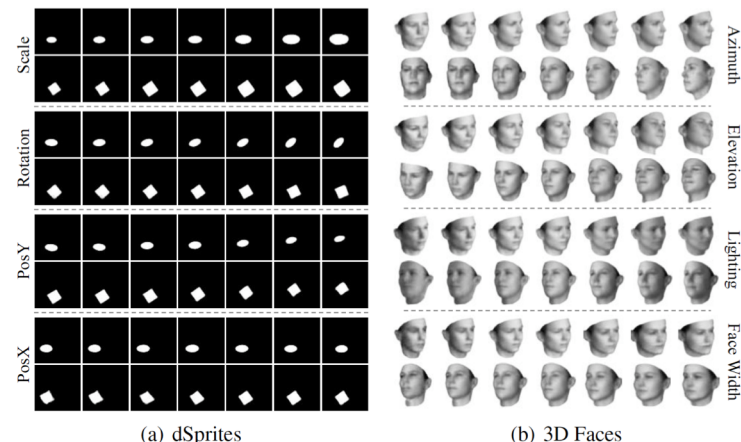 Scale
Rotation
PosY
PosX
Azimuth
Elevation
Lighting
Face Width
(a) dSprites
(b) 3D Faces